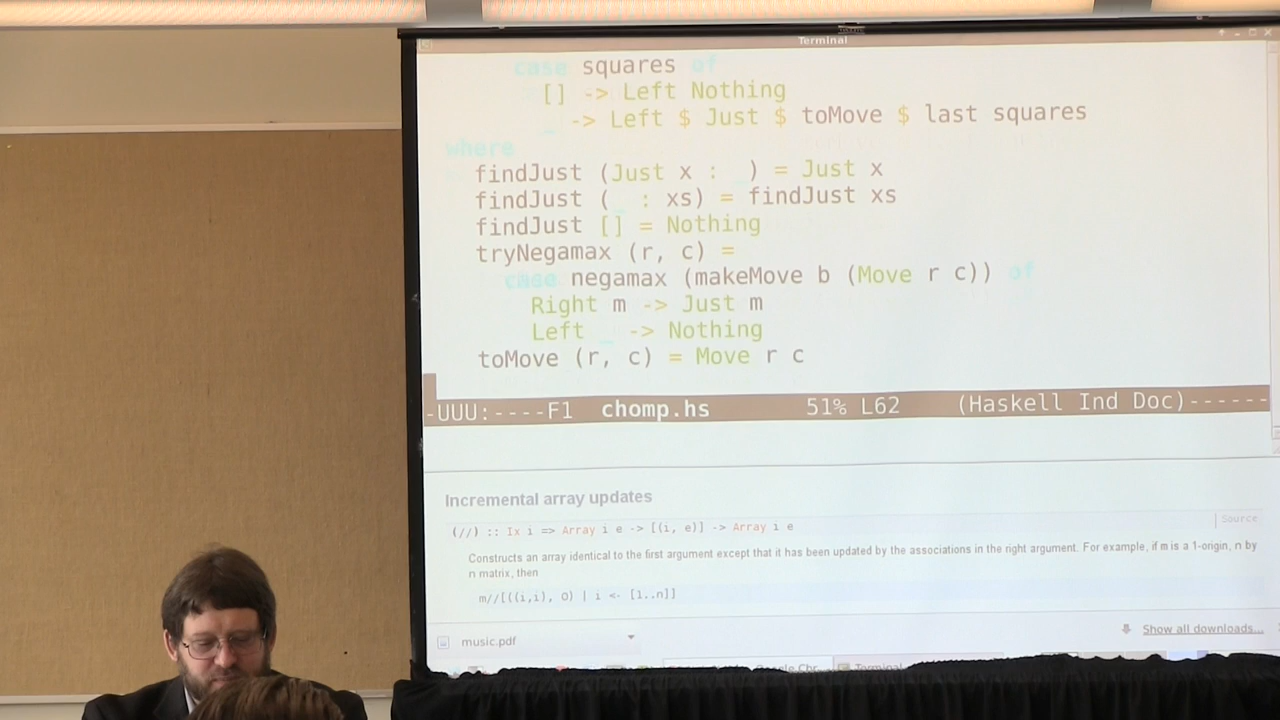 Terminal
case squares of
[] -> Left Nothing
_ -> Left $ Just $ toMove $ last squares
where
findJust (Just x : _) = Just x
findJust (_ : xs) = findJust xs
findJust [] = Nothing
tryNegamax (r, c) =
case negamax (makeMove b (Move r c)) of
Right m -> Just m
Left _ -> Nothing
toMove (r, c) = Move r c
-UUU:----F1 chomp.hs 51% L62 (Haskell Ind Doc)------
Incremental array updates
(//) :: Ix i => Array i e -> [(i, e)] -> Array i e
Source
Constructs an array identical to the first argument except that it has been updated by the associations in the right argument. For example, if m is a 1-origin, n by
n matrix, then
m//[((i,i), 0) | i <- [1..n]]
music.pdf
Show all downloads...
Terminal